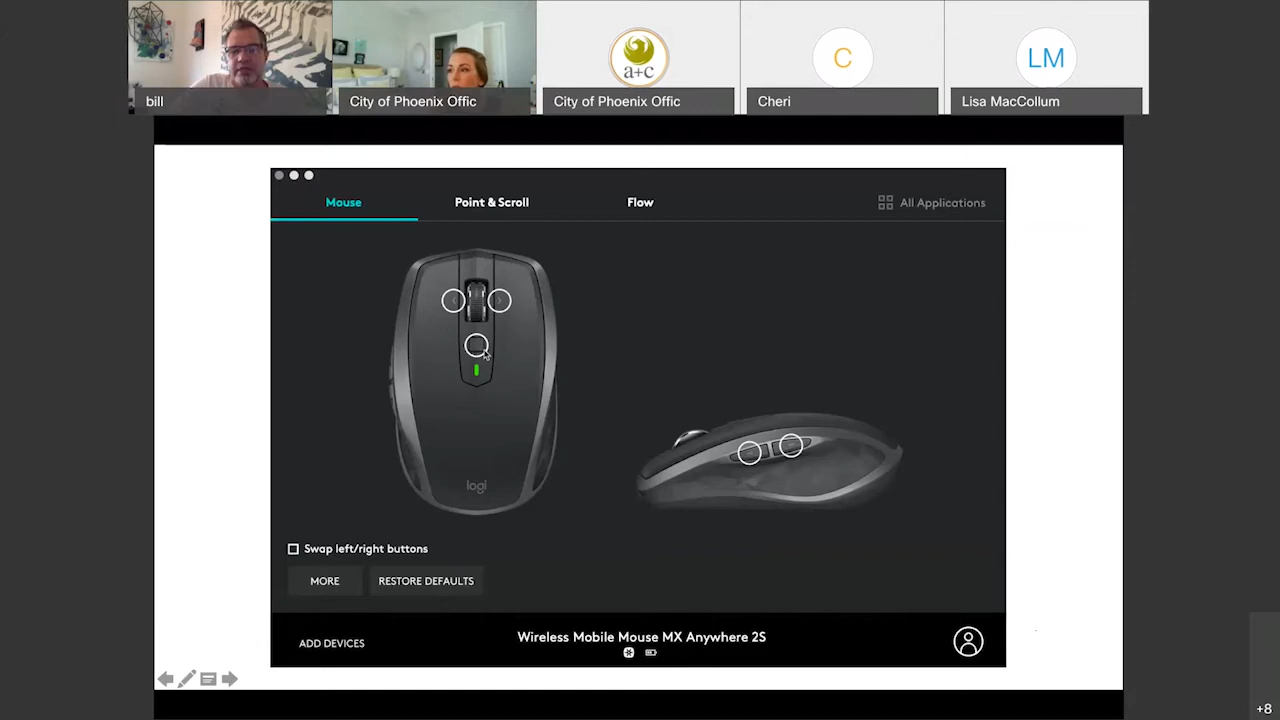 a+c
C
LM
bill
City of Phoenix Offic
City of Phoenix Offic
Cheri
Lisa MacCollum
Mouse
Point & Scroll
Flow
All Applications
logi
Swap left/right buttons
MORE
RESTORE DEFAULTS
ADD DEVICES
Wireless Mobile Mouse MX Anywhere 2S
+8